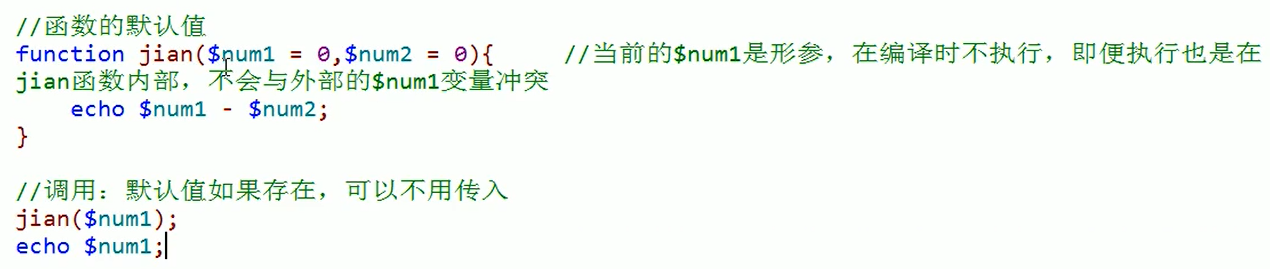 //函数的默认值
function jian($num1 = 0,$num2 = 0){     //当前的$num1是形参，在编译时不执行，即便执行也是在
jian函数内部，不会与外部的$num1变量冲突
    echo $num1 - $num2;
}
//调用：默认值如果存在，可以不用传入
jian($num1);
echo $num1;